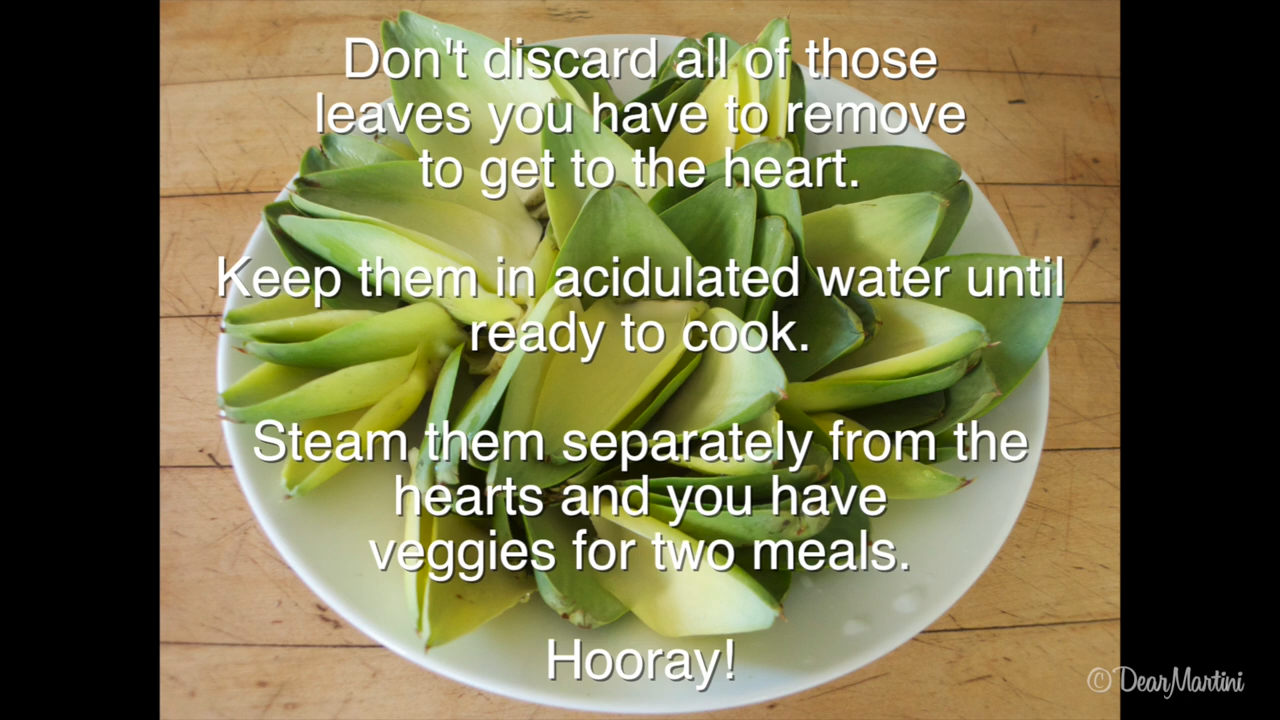 Don't discard all of those
leaves you have to remove
to get to the heart.
Keep them in acidulated water until
ready to cook.
Steam them separately from the
hearts and you have
veggies for two meals.
Hooray!
© DearMartini